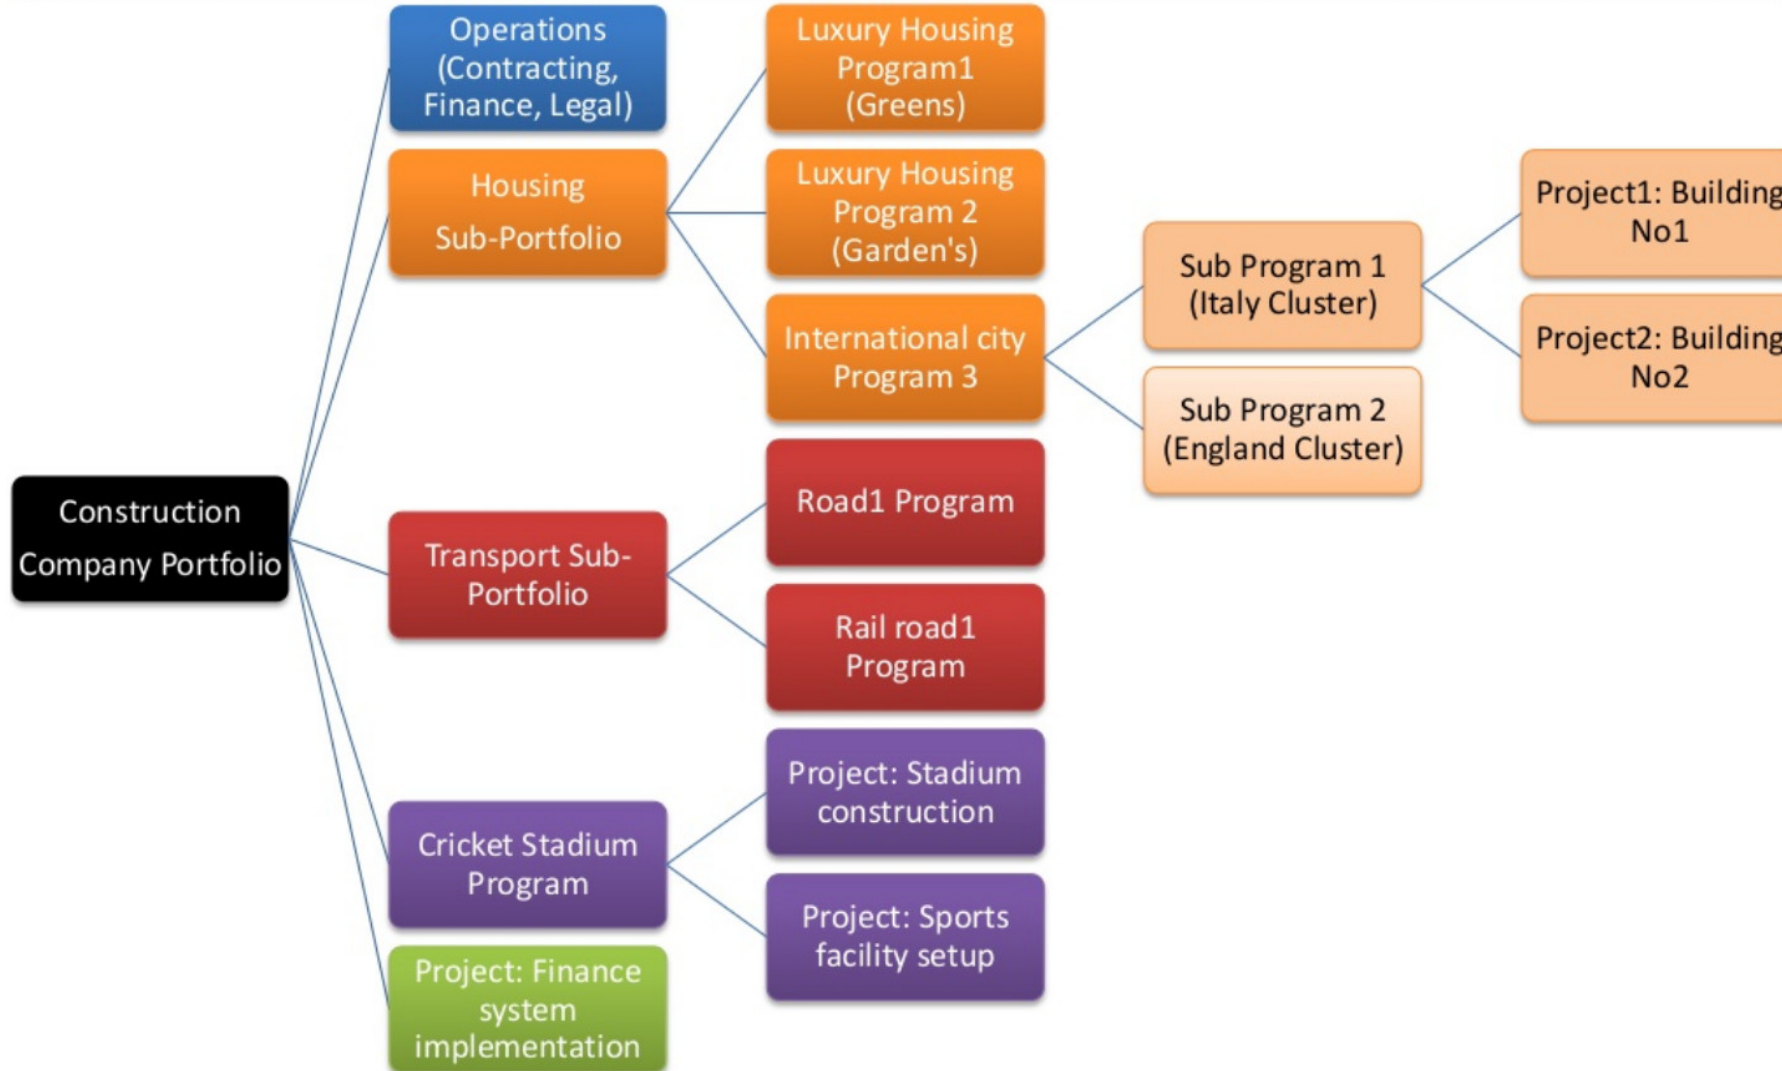 Operations
(Contracting,
Finance, Legal)
Luxury Housing
Program1
(Greens)
Housing
Sub-Portfolio
Luxury Housing
Program 2
(Garden's)
International city
Program 3
Sub Program 1
(Italy Cluster)
Project1: Building
No1
Project2: Building
No2
Sub Program 2
(England Cluster)
Construction
Company Portfolio
Transport Sub-
Portfolio
Road1 Program
Rail road1
Program
Cricket Stadium
Program
Project: Stadium
construction
Project: Sports
facility setup
Project: Finance
system
implementation